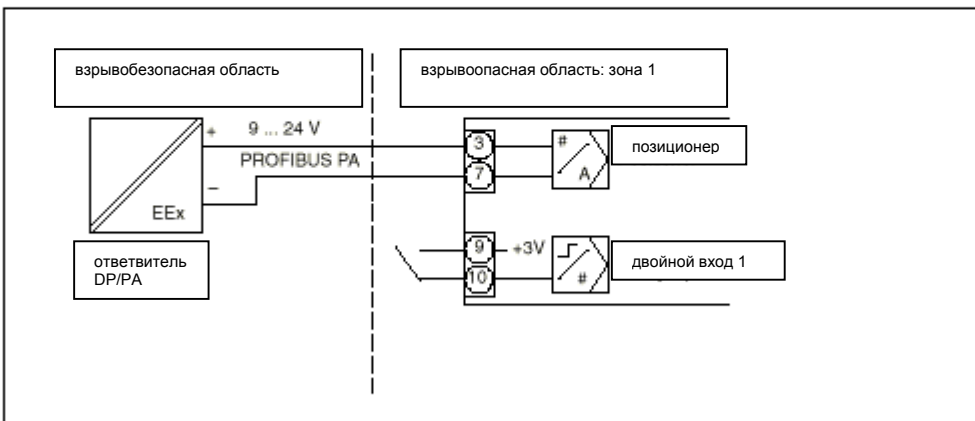 взрывобезопасная область
взрывоопасная область: зона 1
+ 9 ... 24 V
PROFIBUS PA
–
EEx
3
7
#
A
позиционер
ответвитель
DP/PA
9
+3V
10
#
двойной вход 1